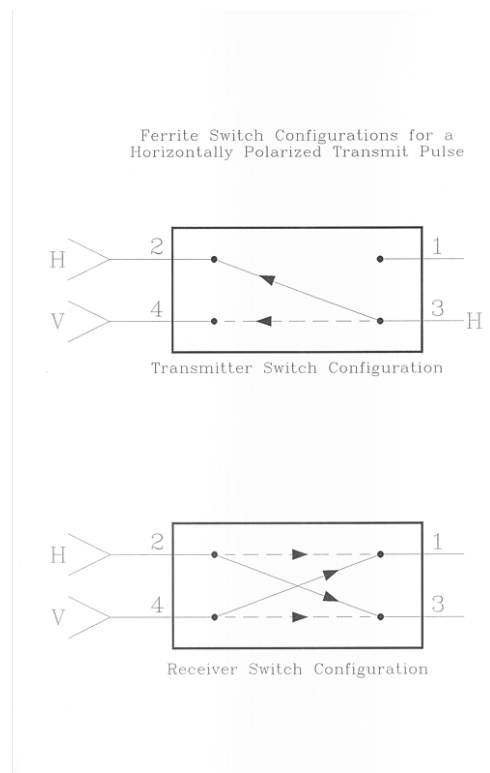 Ferrite Switch Configurations for a
Horizontally Polarized Transmit Pulse
H 2 1
V 4 3 H
Transmitter Switch Configuration
H 2 1
V 4 3
Receiver Switch Configuration